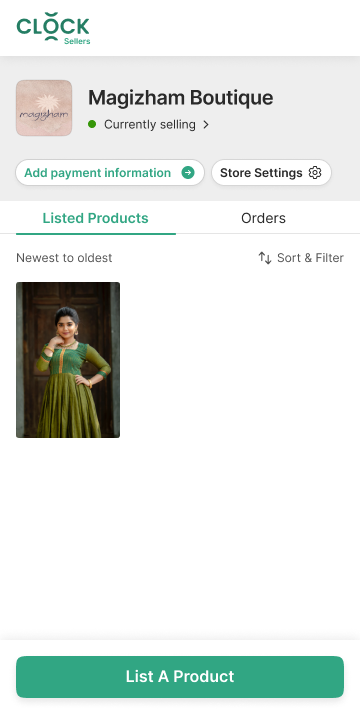 CLOCK
Sellers
magizham
Magizham Boutique
Currently selling
Add payment information
Store Settings
Listed Products
Orders
Newest to oldest
Sort & Filter
List A Product